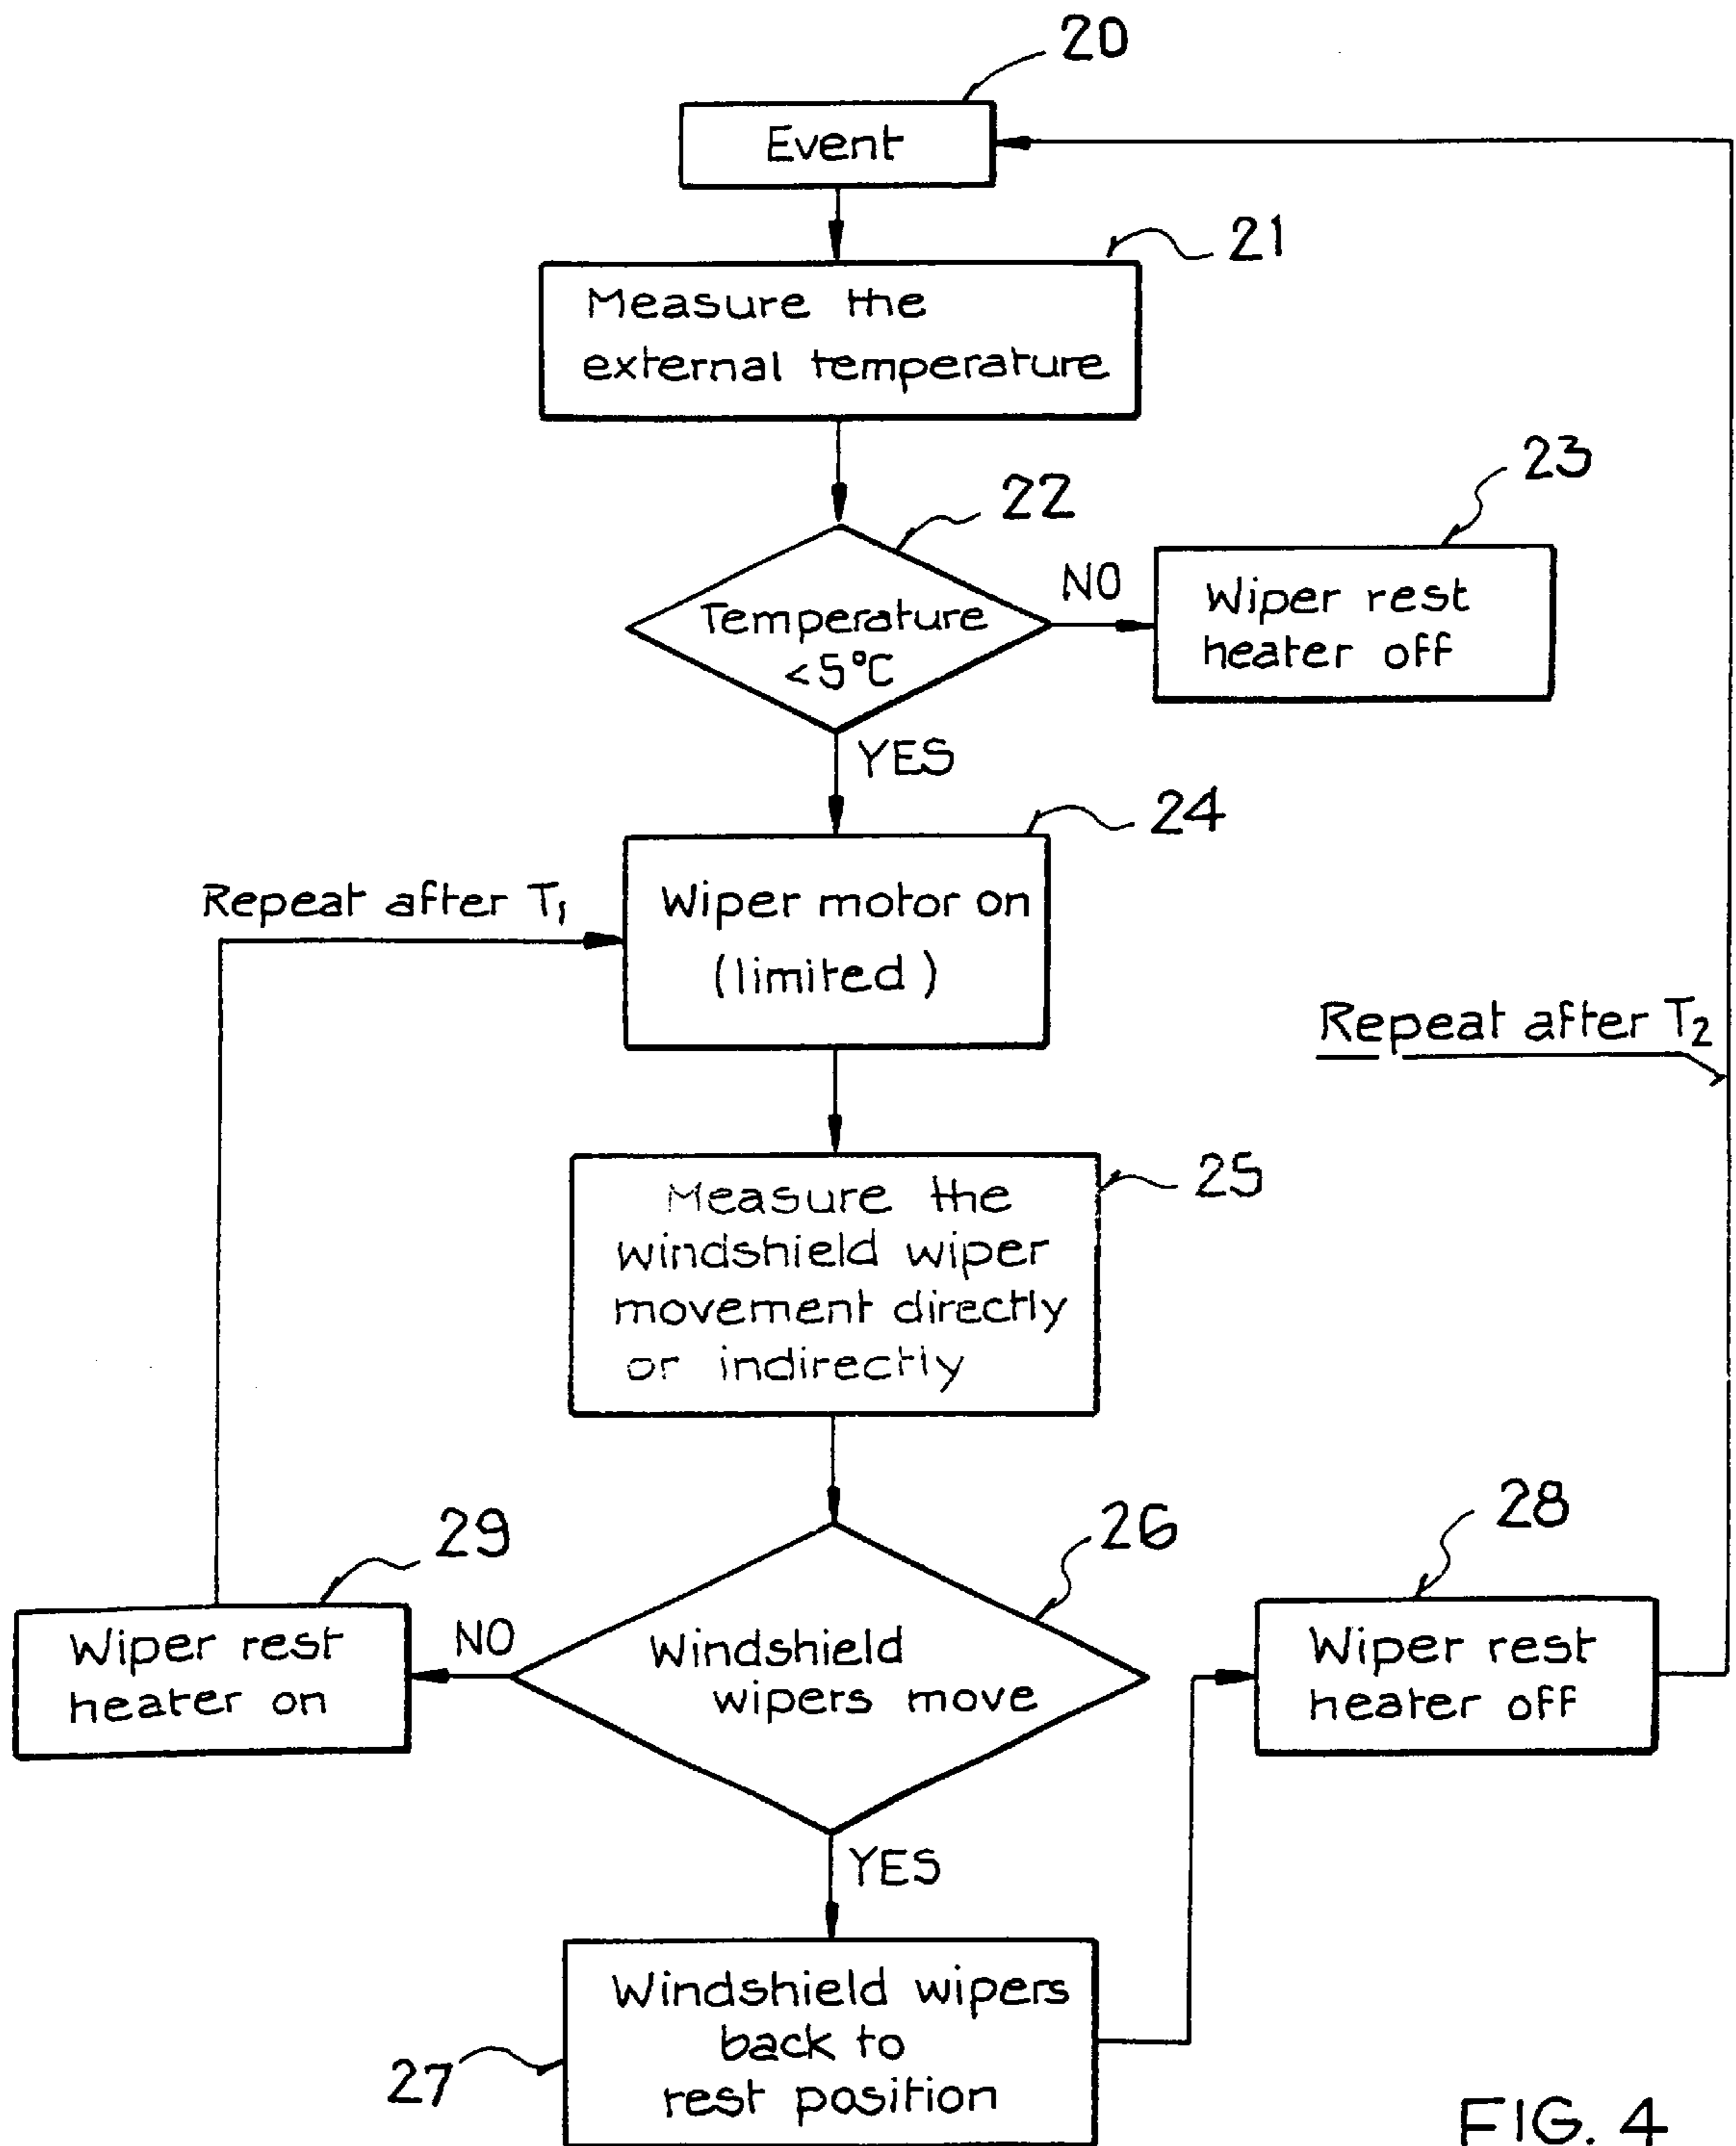 20
Event
21
Measure the
external temperature
22
23
Temperature
<5°C
NO
Wiper rest
heater off
YES
24
Repeat after T₁
Wiper motor on
(limited)
Repeat after T₂
25
Measure the
windshield wiper
movement directly
or indirectly
29
26
28
Wiper rest
heater on
NO
Windshield
wipers move
Wiper rest
heater off
YES
27
Windshield wipers
back to
rest position
FIG. 4